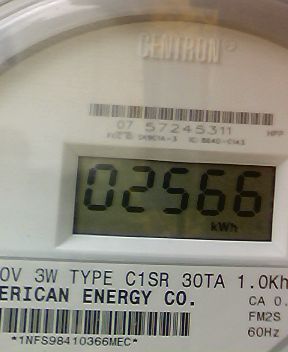 CENTRON®
07 57245311
HPP
02566
kWh
0V 3W TYPE C1SR 30TA 1.0Kh
ERICAN ENERGY CO.
CA 0.
FM2S
60Hz
*1NFS98410366MEC*